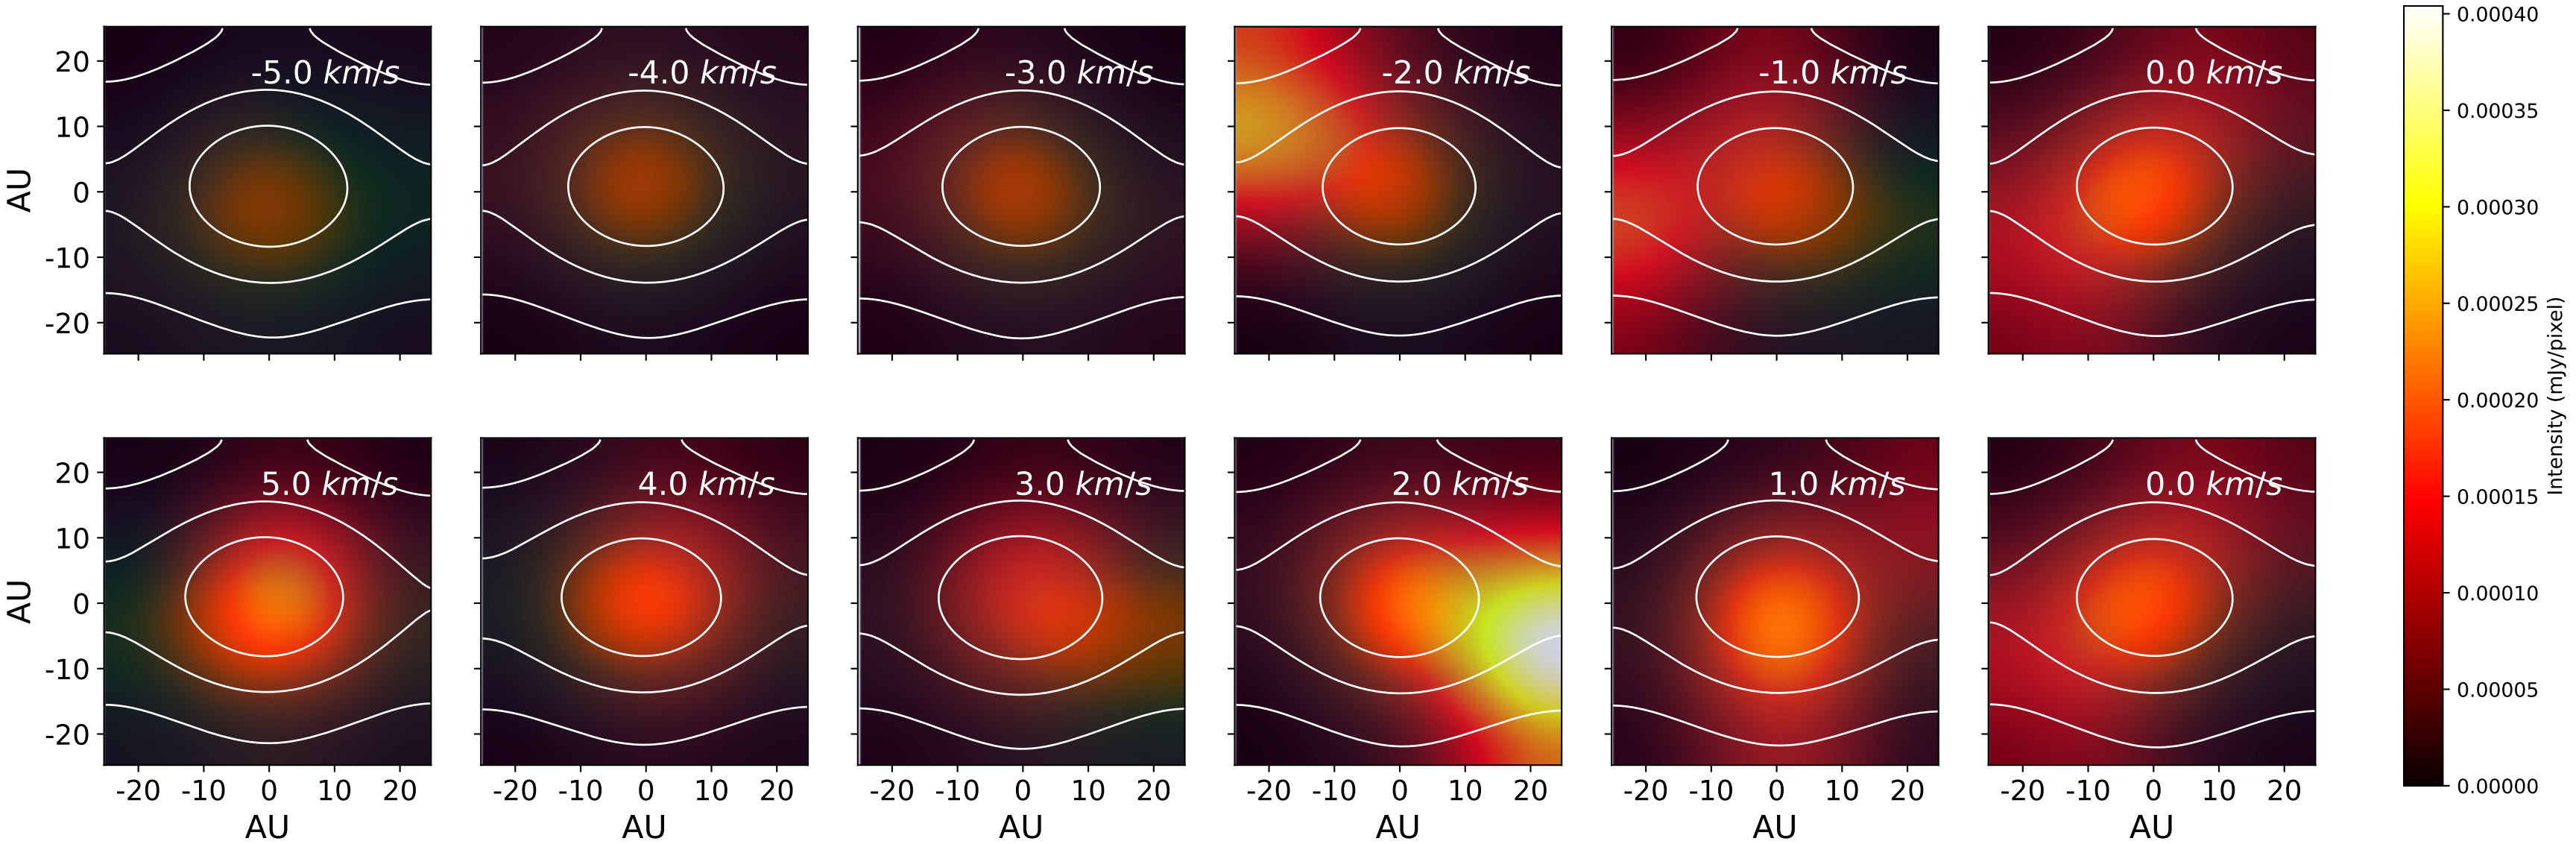 -5.0 km/s
-4.0 km/s
-3.0 km/s
-2.0 km/s
-1.0 km/s
0.0 km/s
20
10
0
-10
-20
AU
5.0 km/s
4.0 km/s
3.0 km/s
2.0 km/s
1.0 km/s
0.0 km/s
20
10
0
-10
-20
AU
-20 -10 0 10 20
-20 -10 0 10 20
-20 -10 0 10 20
-20 -10 0 10 20
-20 -10 0 10 20
-20 -10 0 10 20
AU
AU
AU
AU
AU
AU
0.00040
0.00035
0.00030
0.00025
0.00020
0.00015
0.00010
0.00005
0.00000
Intensity (mJy/pixel)